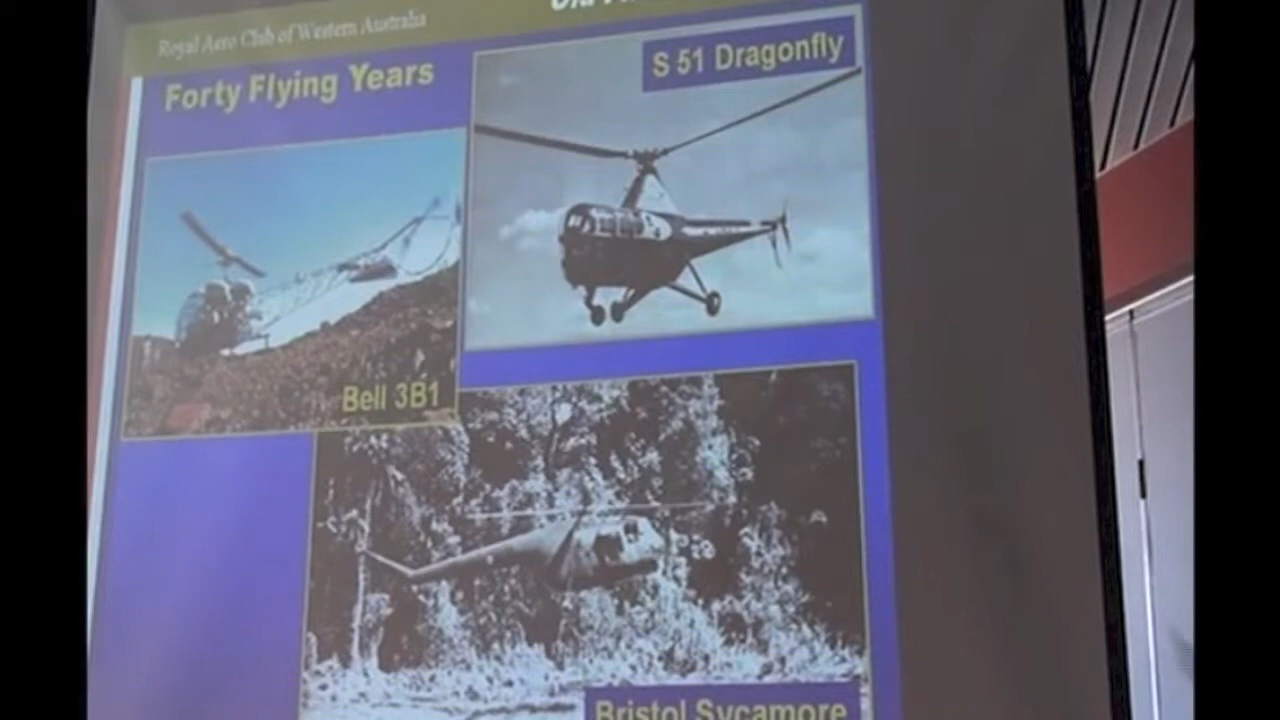 Royal Aero Club of Western Australia
Forty Flying Years
S 51 Dragonfly
Bell 3B1
Bristol Sycamore